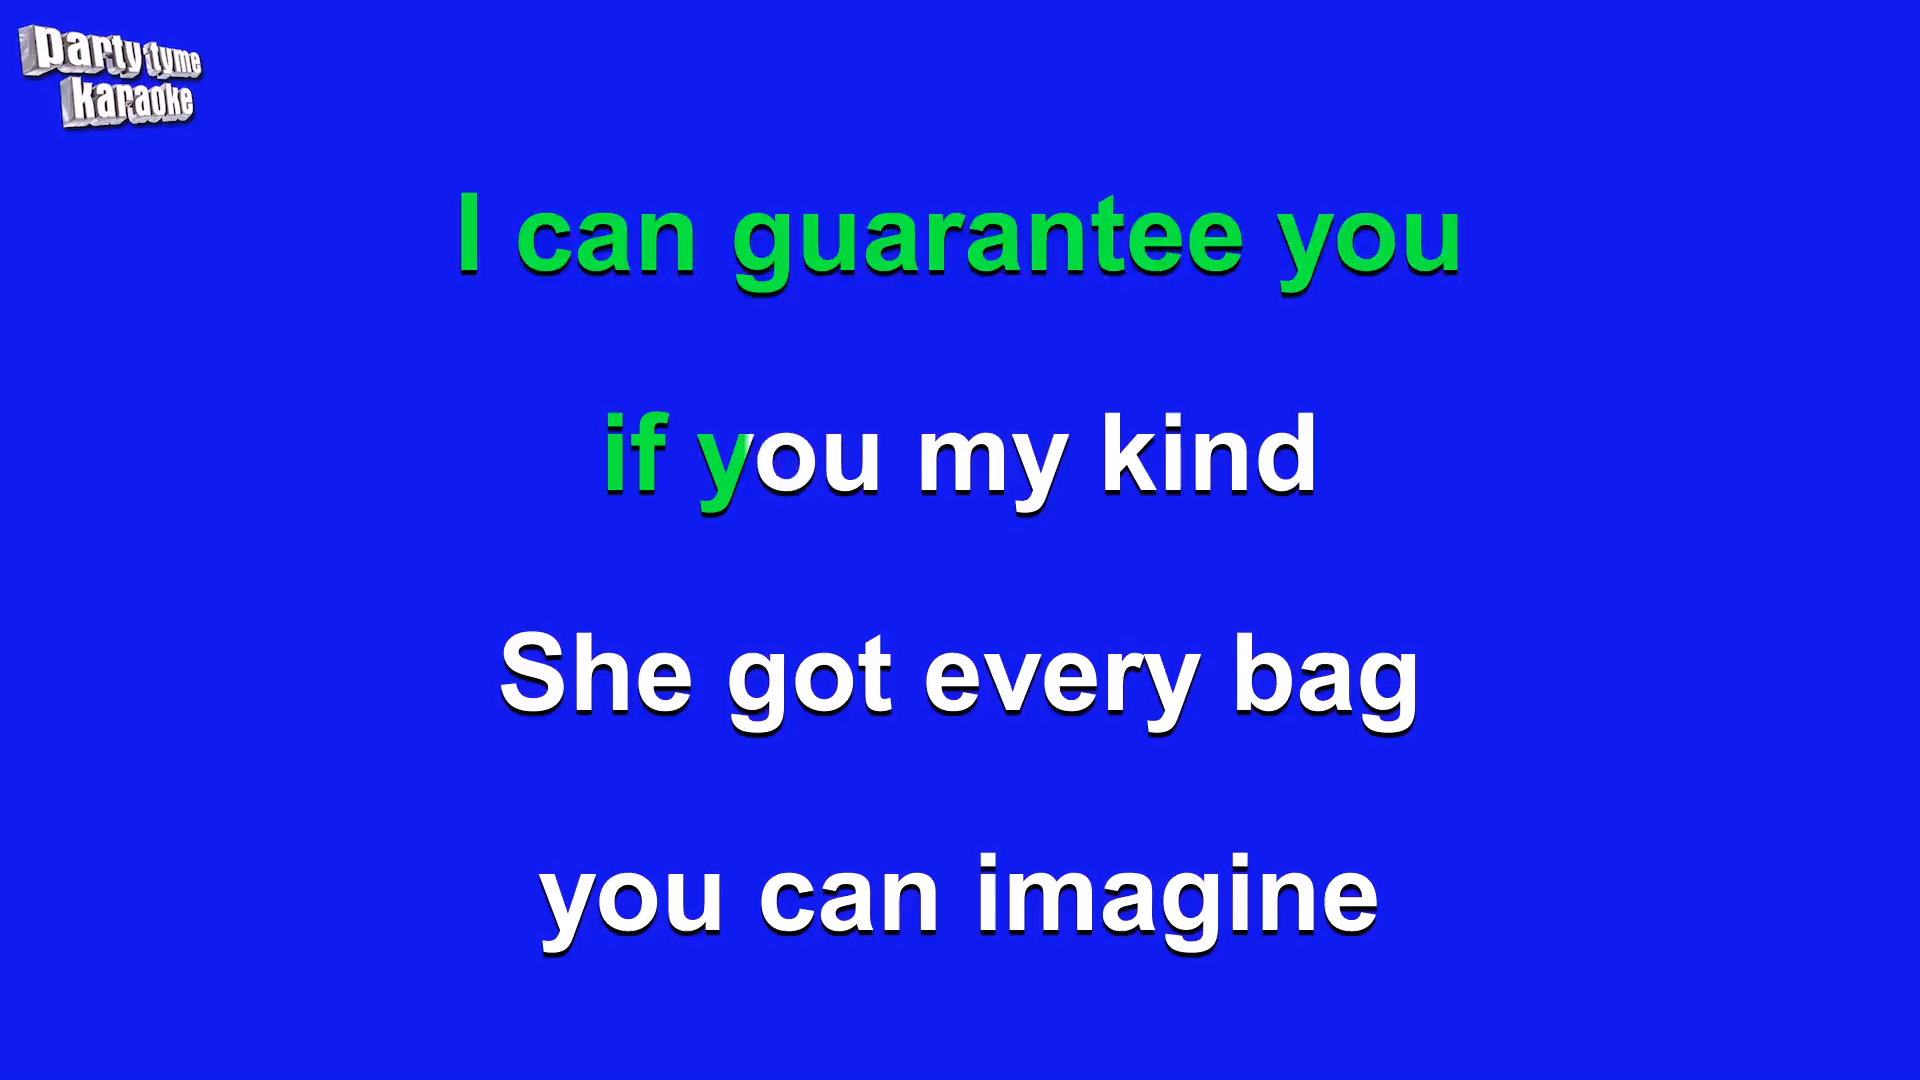 party tyme
karaoke
I can guarantee you
if you my kind
She got every bag
you can imagine